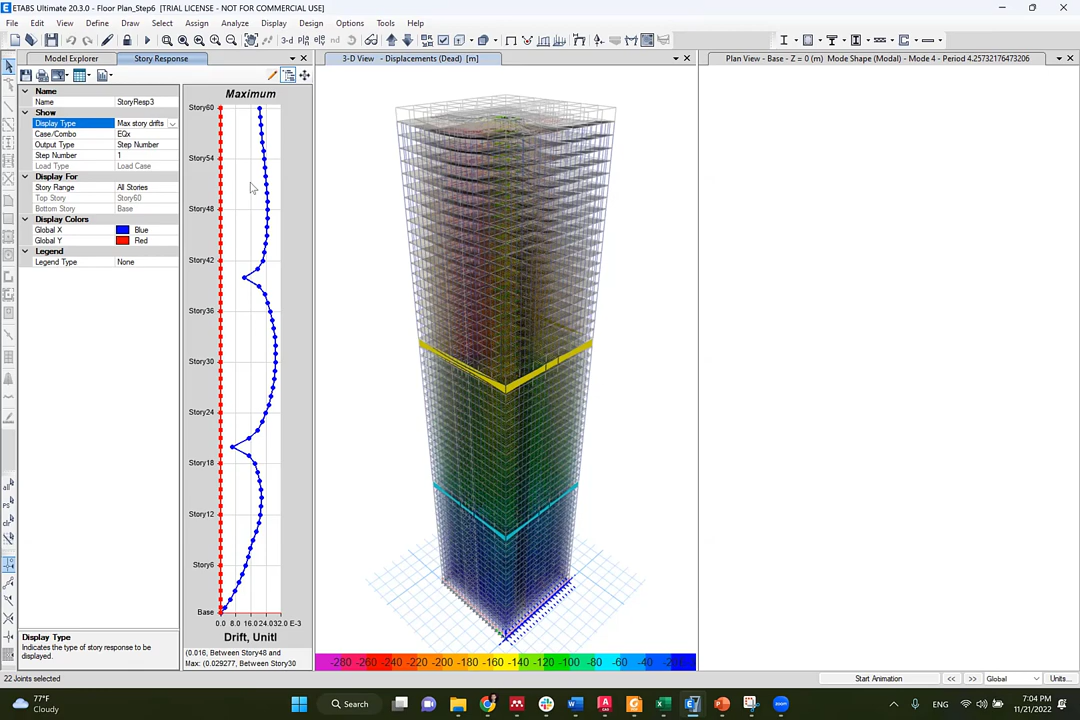 ETABS Ultimate 20.3.0 - Floor Plan_Step6 [TRIAL LICENSE - NOT FOR COMMERCIAL USE]
File Edit View Define Draw Select Assign Analyze Display Design Options Tools Help
Model Explorer Story Response
3-D View - Displacements (Dead) [m]
Plan View - Base - Z = 0 (m) Mode Shape (Modal) - Mode 4 - Period 4.25732176473206
Name
Name StoryResp3
Show
Display Type Max story drifts
Case/Combo EQx
Output Type Step Number
Step Number 1
Load Type Load Case
Display For
Story Range All Stories
Top Story Story60
Bottom Story Base
Display Colors
Global X Blue
Global Y Red
Legend
Legend Type None
Maximum
Story60
Story54
Story48
Story42
Story36
Story30
Story24
Story18
Story12
Story6
Base
0.0 8.0 16.0 24.0 32.0 E-3
Drift, Unitl
(0.016, Between Story48 and
Max: (0.029277, Between Story30
Display Type
Indicates the type of story response to be
displayed.
-280 -260 -240 -220 -200 -180 -160 -140 -120 -100 -80 -60 -40
22 Joints selected
Start Animation << >> Global Units...
77°F
Cloudy
Search
ENG
7:04 PM
11/21/2022